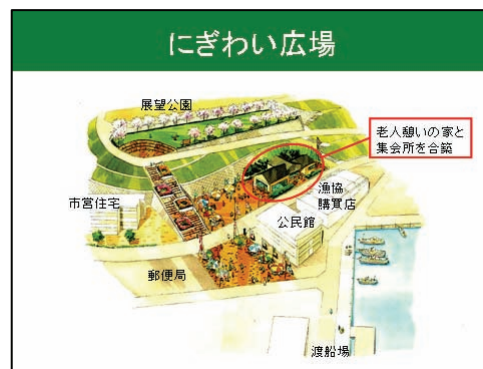 にぎわい広場
展望公園
老人憩いの家と
集会所を合築
市営住宅
漁協
購買店
公民館
郵便局
渡船場